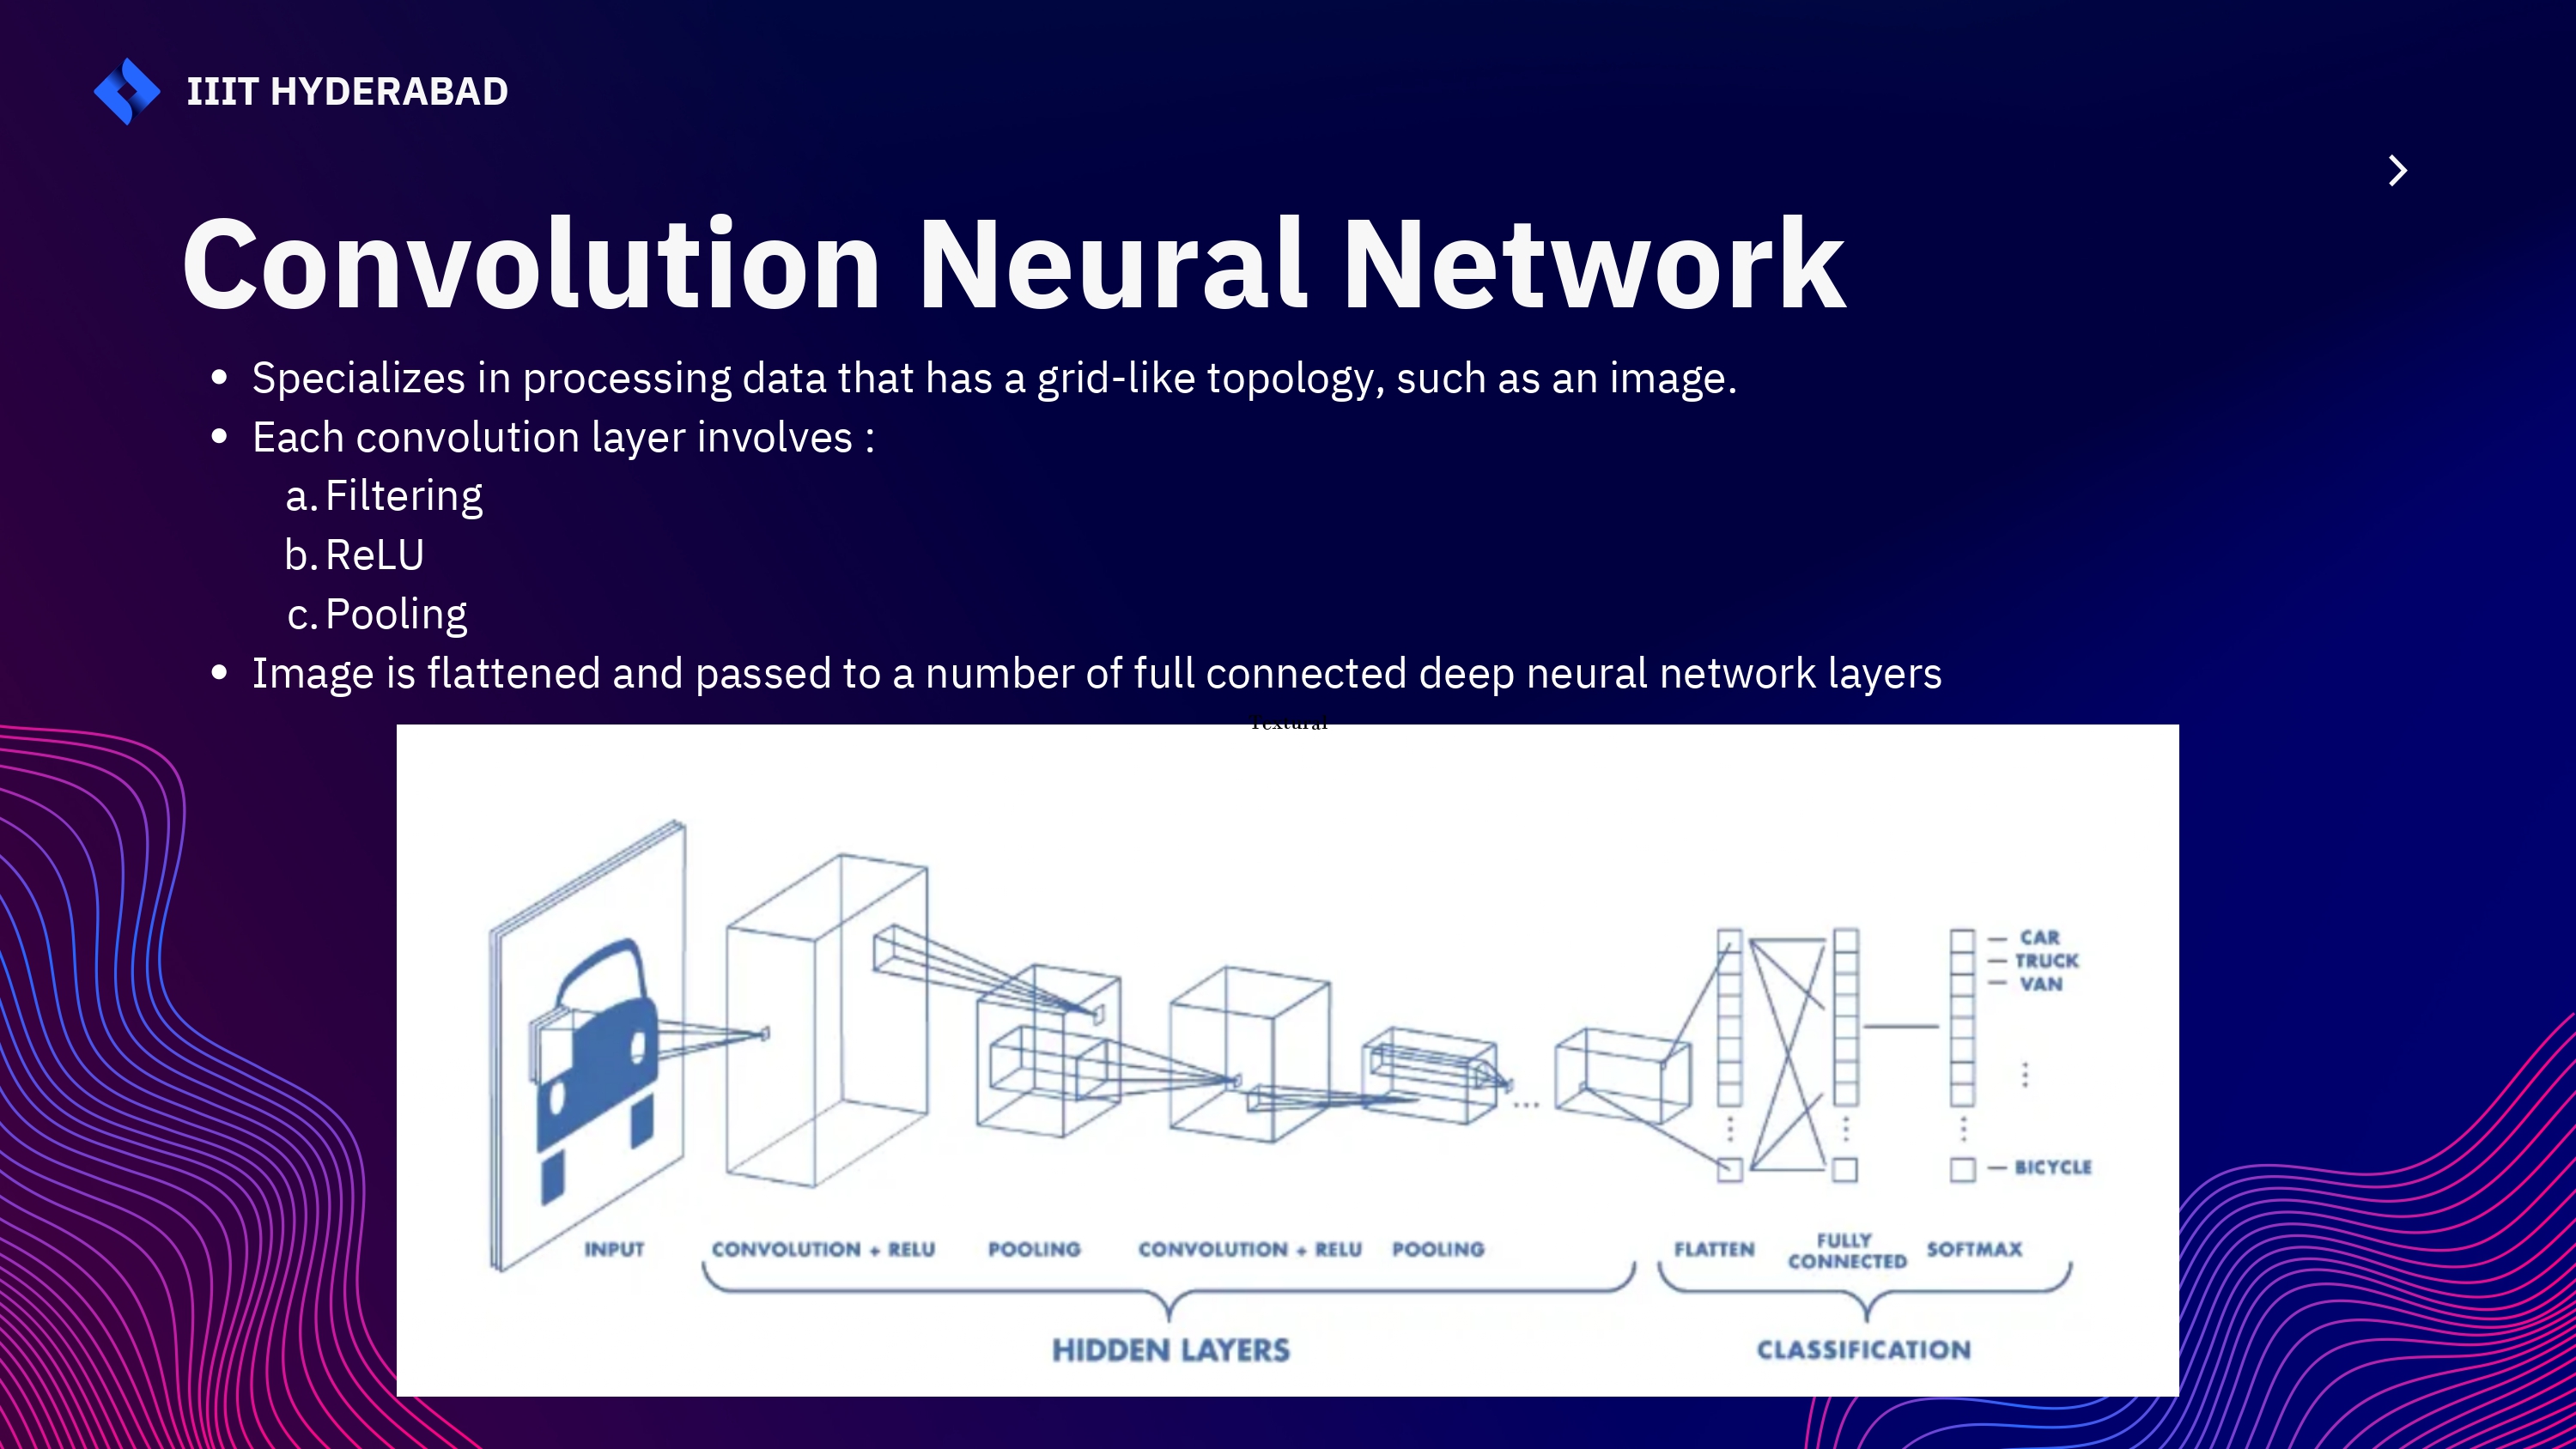 IIIT HYDERABAD
Convolution Neural Network
• Specializes in processing data that has a grid-like topology, such as an image.
• Each convolution layer involves :
a. Filtering
b. ReLU
c. Pooling
• Image is flattened and passed to a number of full connected deep neural network layers
Textural
CAR
TRUCK
VAN
BICYCLE
INPUT
CONVOLUTION + RELU
POOLING
CONVOLUTION + RELU
POOLING
FLATTEN
FULLY
CONNECTED
SOFTMAX
HIDDEN LAYERS
CLASSIFICATION